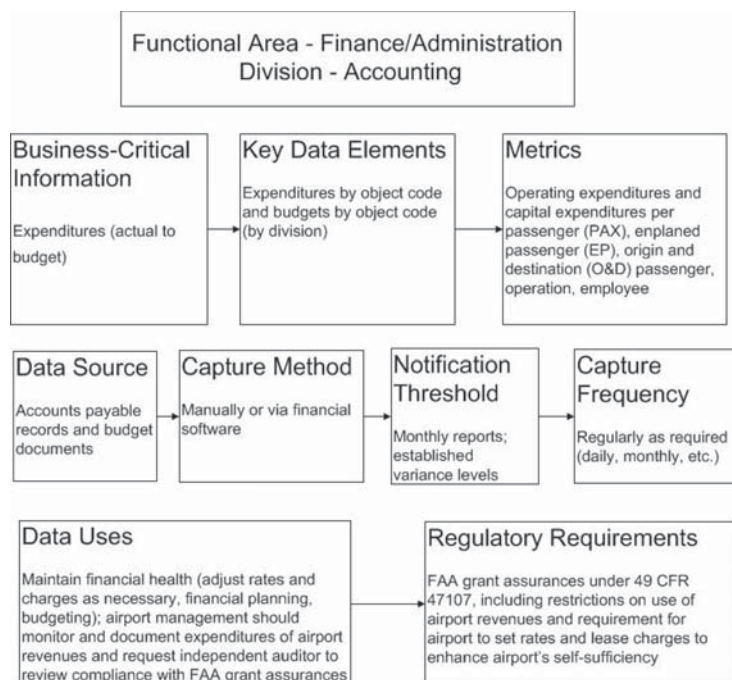 Functional Area - Finance/Administration
Division - Accounting
Business-Critical
Information
Expenditures (actual to
budget)
Key Data Elements
Expenditures by object code
and budgets by object code
(by division)
Metrics
Operating expenditures and
capital expenditures per
passenger (PAX), enplaned
passenger (EP), origin and
destination (O&D) passenger,
operation, employee
Data Source
Accounts payable
records and budget
documents
Capture Method
Manually or via financial
software
Notification
Threshold
Monthly reports;
established
variance levels
Capture
Frequency
Regularly as required
(daily, monthly, etc.)
Data Uses
Maintain financial health (adjust rates and
charges as necessary, financial planning,
budgeting); airport management should
monitor and document expenditures of airport
revenues and request independent auditor to
review compliance with FAA grant assurances
Regulatory Requirements
FAA grant assurances under 49 CFR
47107, including restrictions on use of
airport revenues and requirement for
airport to set rates and lease charges to
enhance airport's self-sufficiency